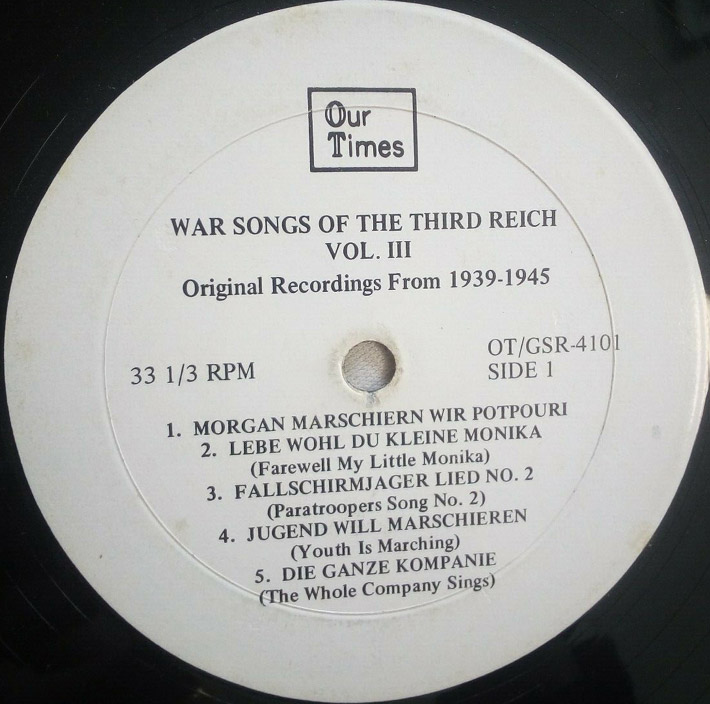 Our
Times
WAR SONGS OF THE THIRD REICH
VOL. III
Original Recordings From 1939-1945
33 1/3 RPM
OT/GSR-4101
SIDE 1
1. MORGAN MARSCHIERN WIR POTPOURI
2. LEBE WOHL DU KLEINE MONIKA
(Farewell My Little Monika)
3. FALLSCHIRMJAGER LIED NO. 2
(Paratroopers Song No. 2)
4. JUGEND WILL MARSCHIEREN
(Youth Is Marching)
5. DIE GANZE KOMPANIE
(The Whole Company Sings)